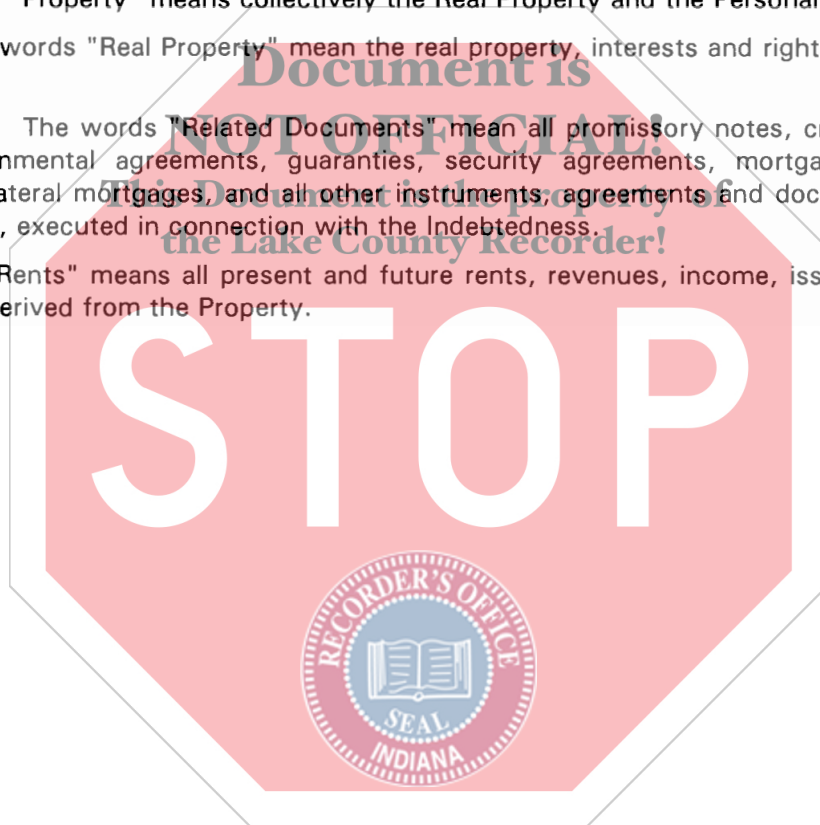 Property" means collectively the Real Property and the Personal
words "Real Property" mean the real property, interests and right
Document is
NOT OFFICIAL!
This Document is the property of
the Lake County Recorder!
The words "Related Documents" mean all promissory notes, cr
nmental agreements, guaranties, security agreements, mortga
ateral mortgages, and all other instruments, agreements and doc
, executed in connection with the Indebtedness.
Rents" means all present and future rents, revenues, income, iss
erived from the Property.
STOP
RECORDER'S OFFICE
SEAL
INDIANA